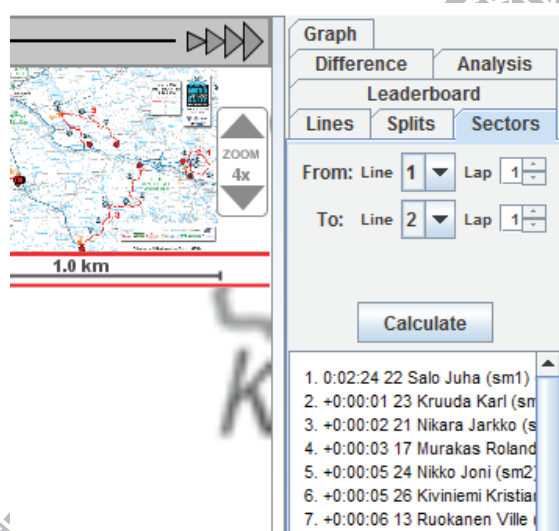 Graph
Difference Analysis
Leaderboard
Lines Splits Sectors
ZOOM
4x
From: Line 1 Lap 1
To: Line 2 Lap 1
1.0 km
Calculate
K
1. 0:02:24 22 Salo Juha (sm1)
2. +0:00:01 23 Kruuda Karl (sm
3. +0:00:02 21 Nikara Jarkko (s
4. +0:00:03 17 Murakas Roland
5. +0:00:05 24 Nikko Joni (sm2)
6. +0:00:05 26 Kiviniemi Kristia
7. +0:00:06 13 Ruokanen Ville (